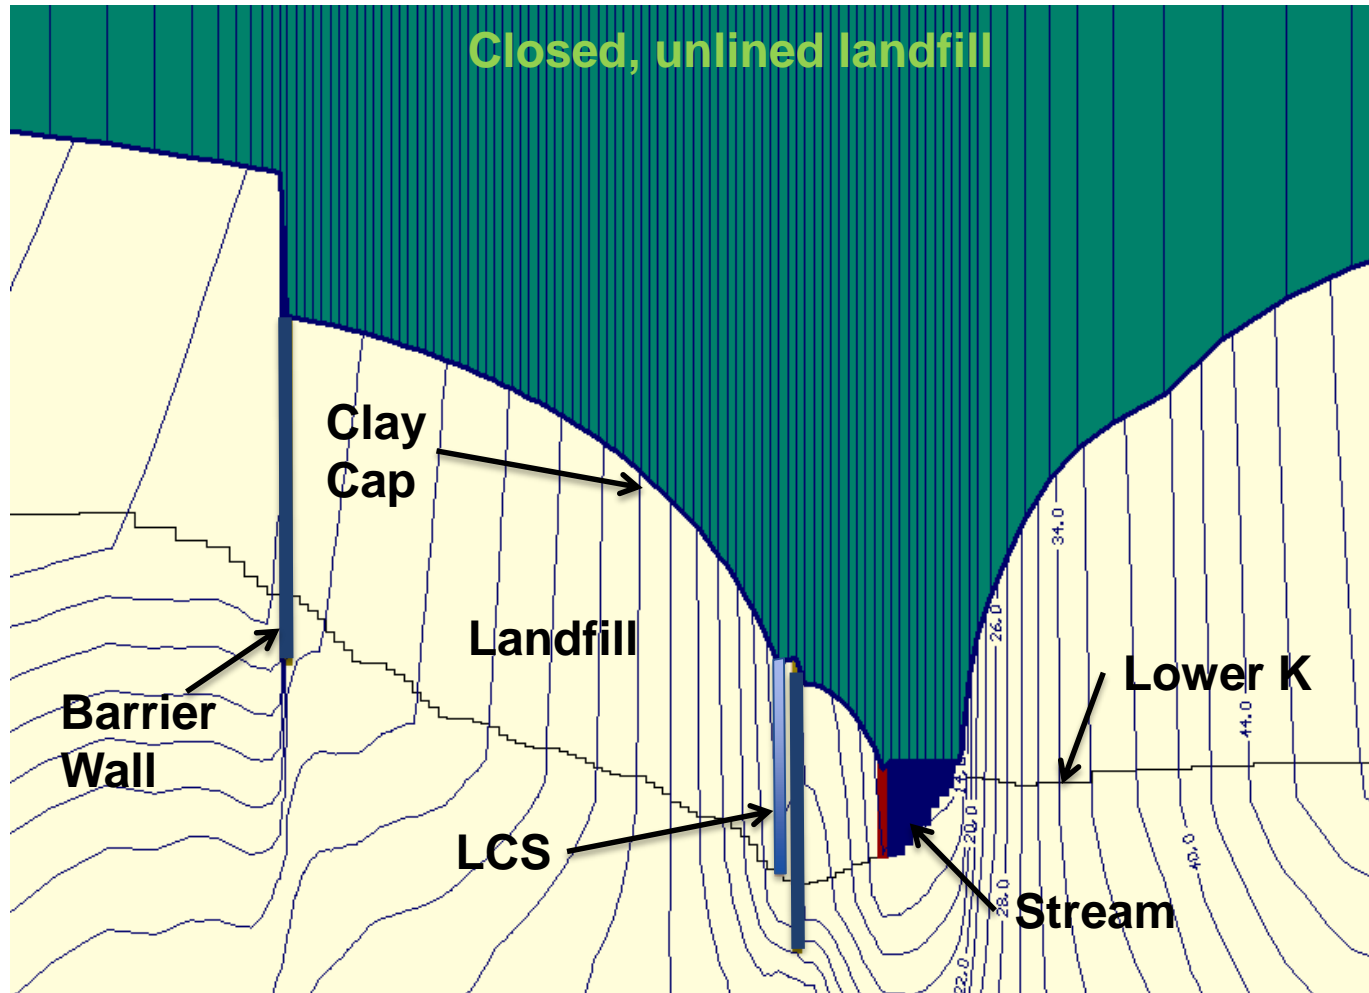 Closed, unlined landfill
Clay
Cap
34.0
26.0
Landfill
Lower K
Barrier
Wall
44.0
LCS
20.0
40.0
28.0
Stream
22.0